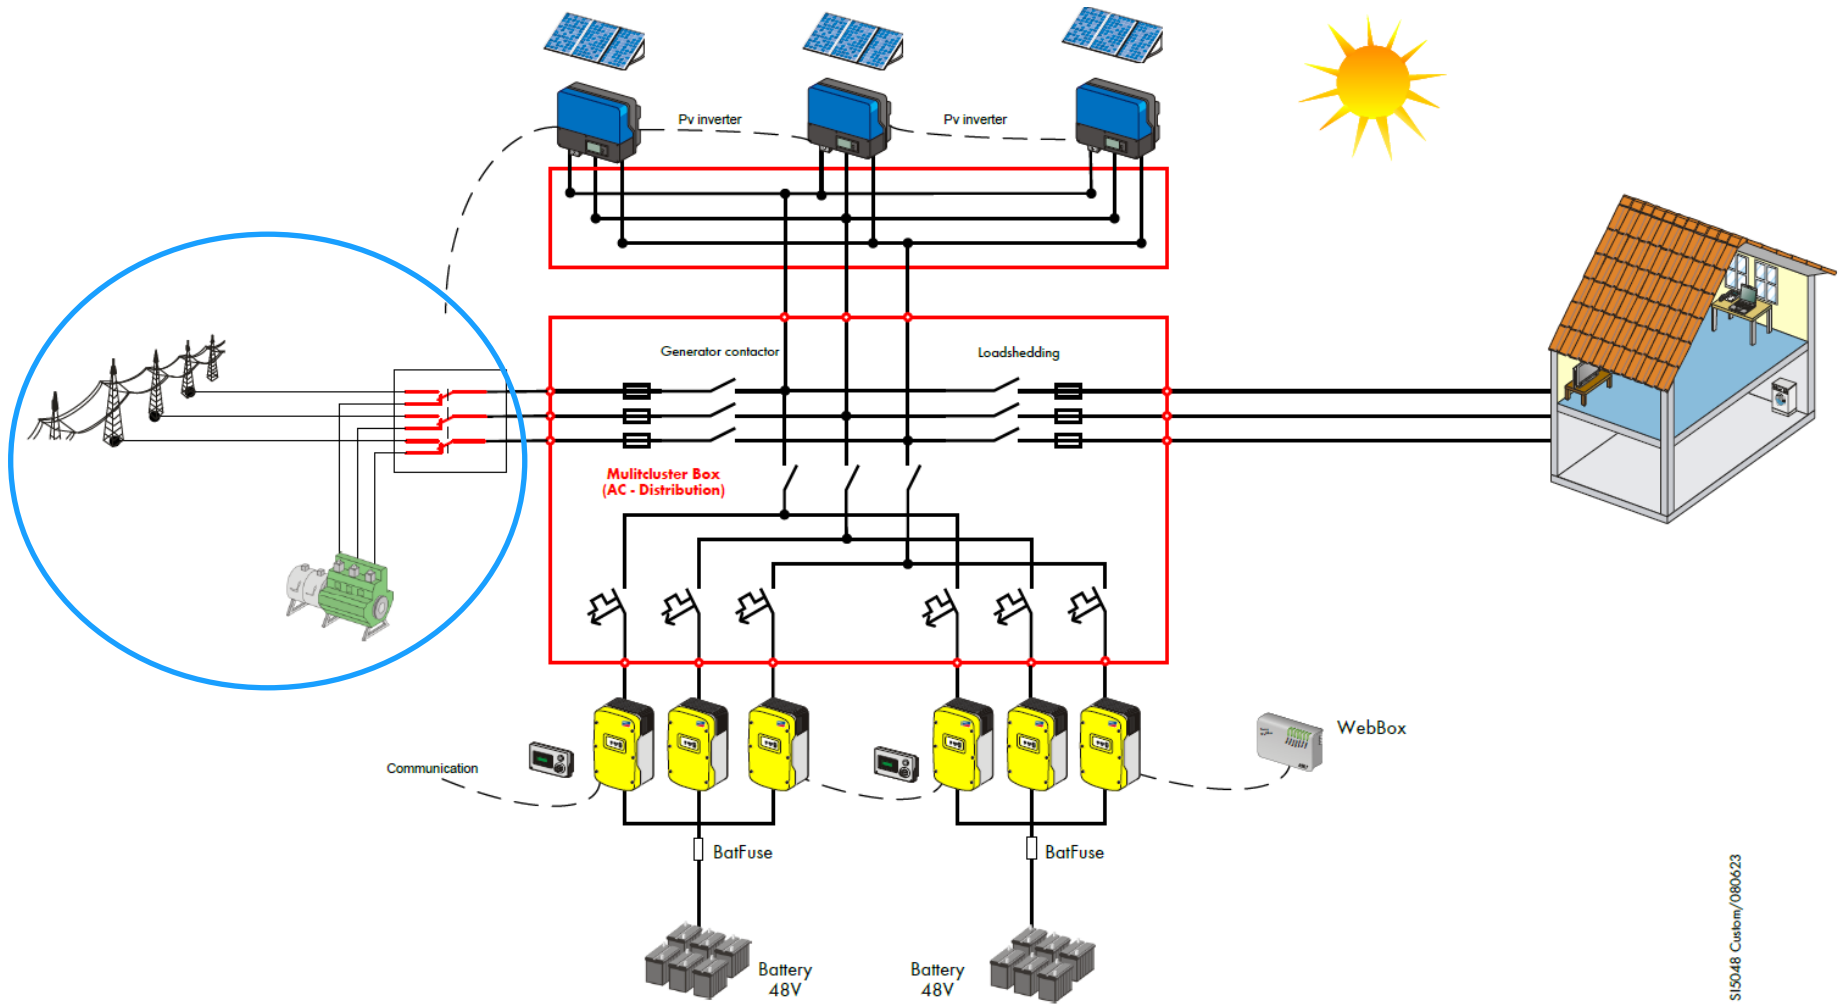 Pv inverter
Pv inverter
Generator contactor
Loadshedding
Mulitcluster Box
(AC - Distribution)
WebBox
Communication
BatFuse
BatFuse
Battery
48V
Battery
48V
SI5048 Custom/080623